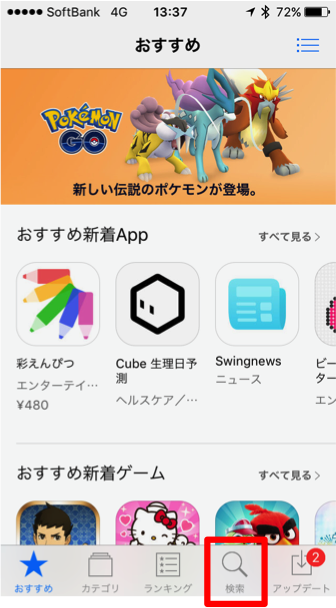 SoftBank 4G 13:37 72%
おすすめ
POKÉMON
GO
新しい伝説のポケモンが登場。
おすすめ新着App すべて見る
彩えんぴつ
エンターテイ…
¥480
Cube 生理日予
測
ヘルスケア／…
Swingnews
ニュース
ビー
ター
エン
おすすめ新着ゲーム すべて見る
おすすめ カテゴリ ランキング 検索 アップデート
2